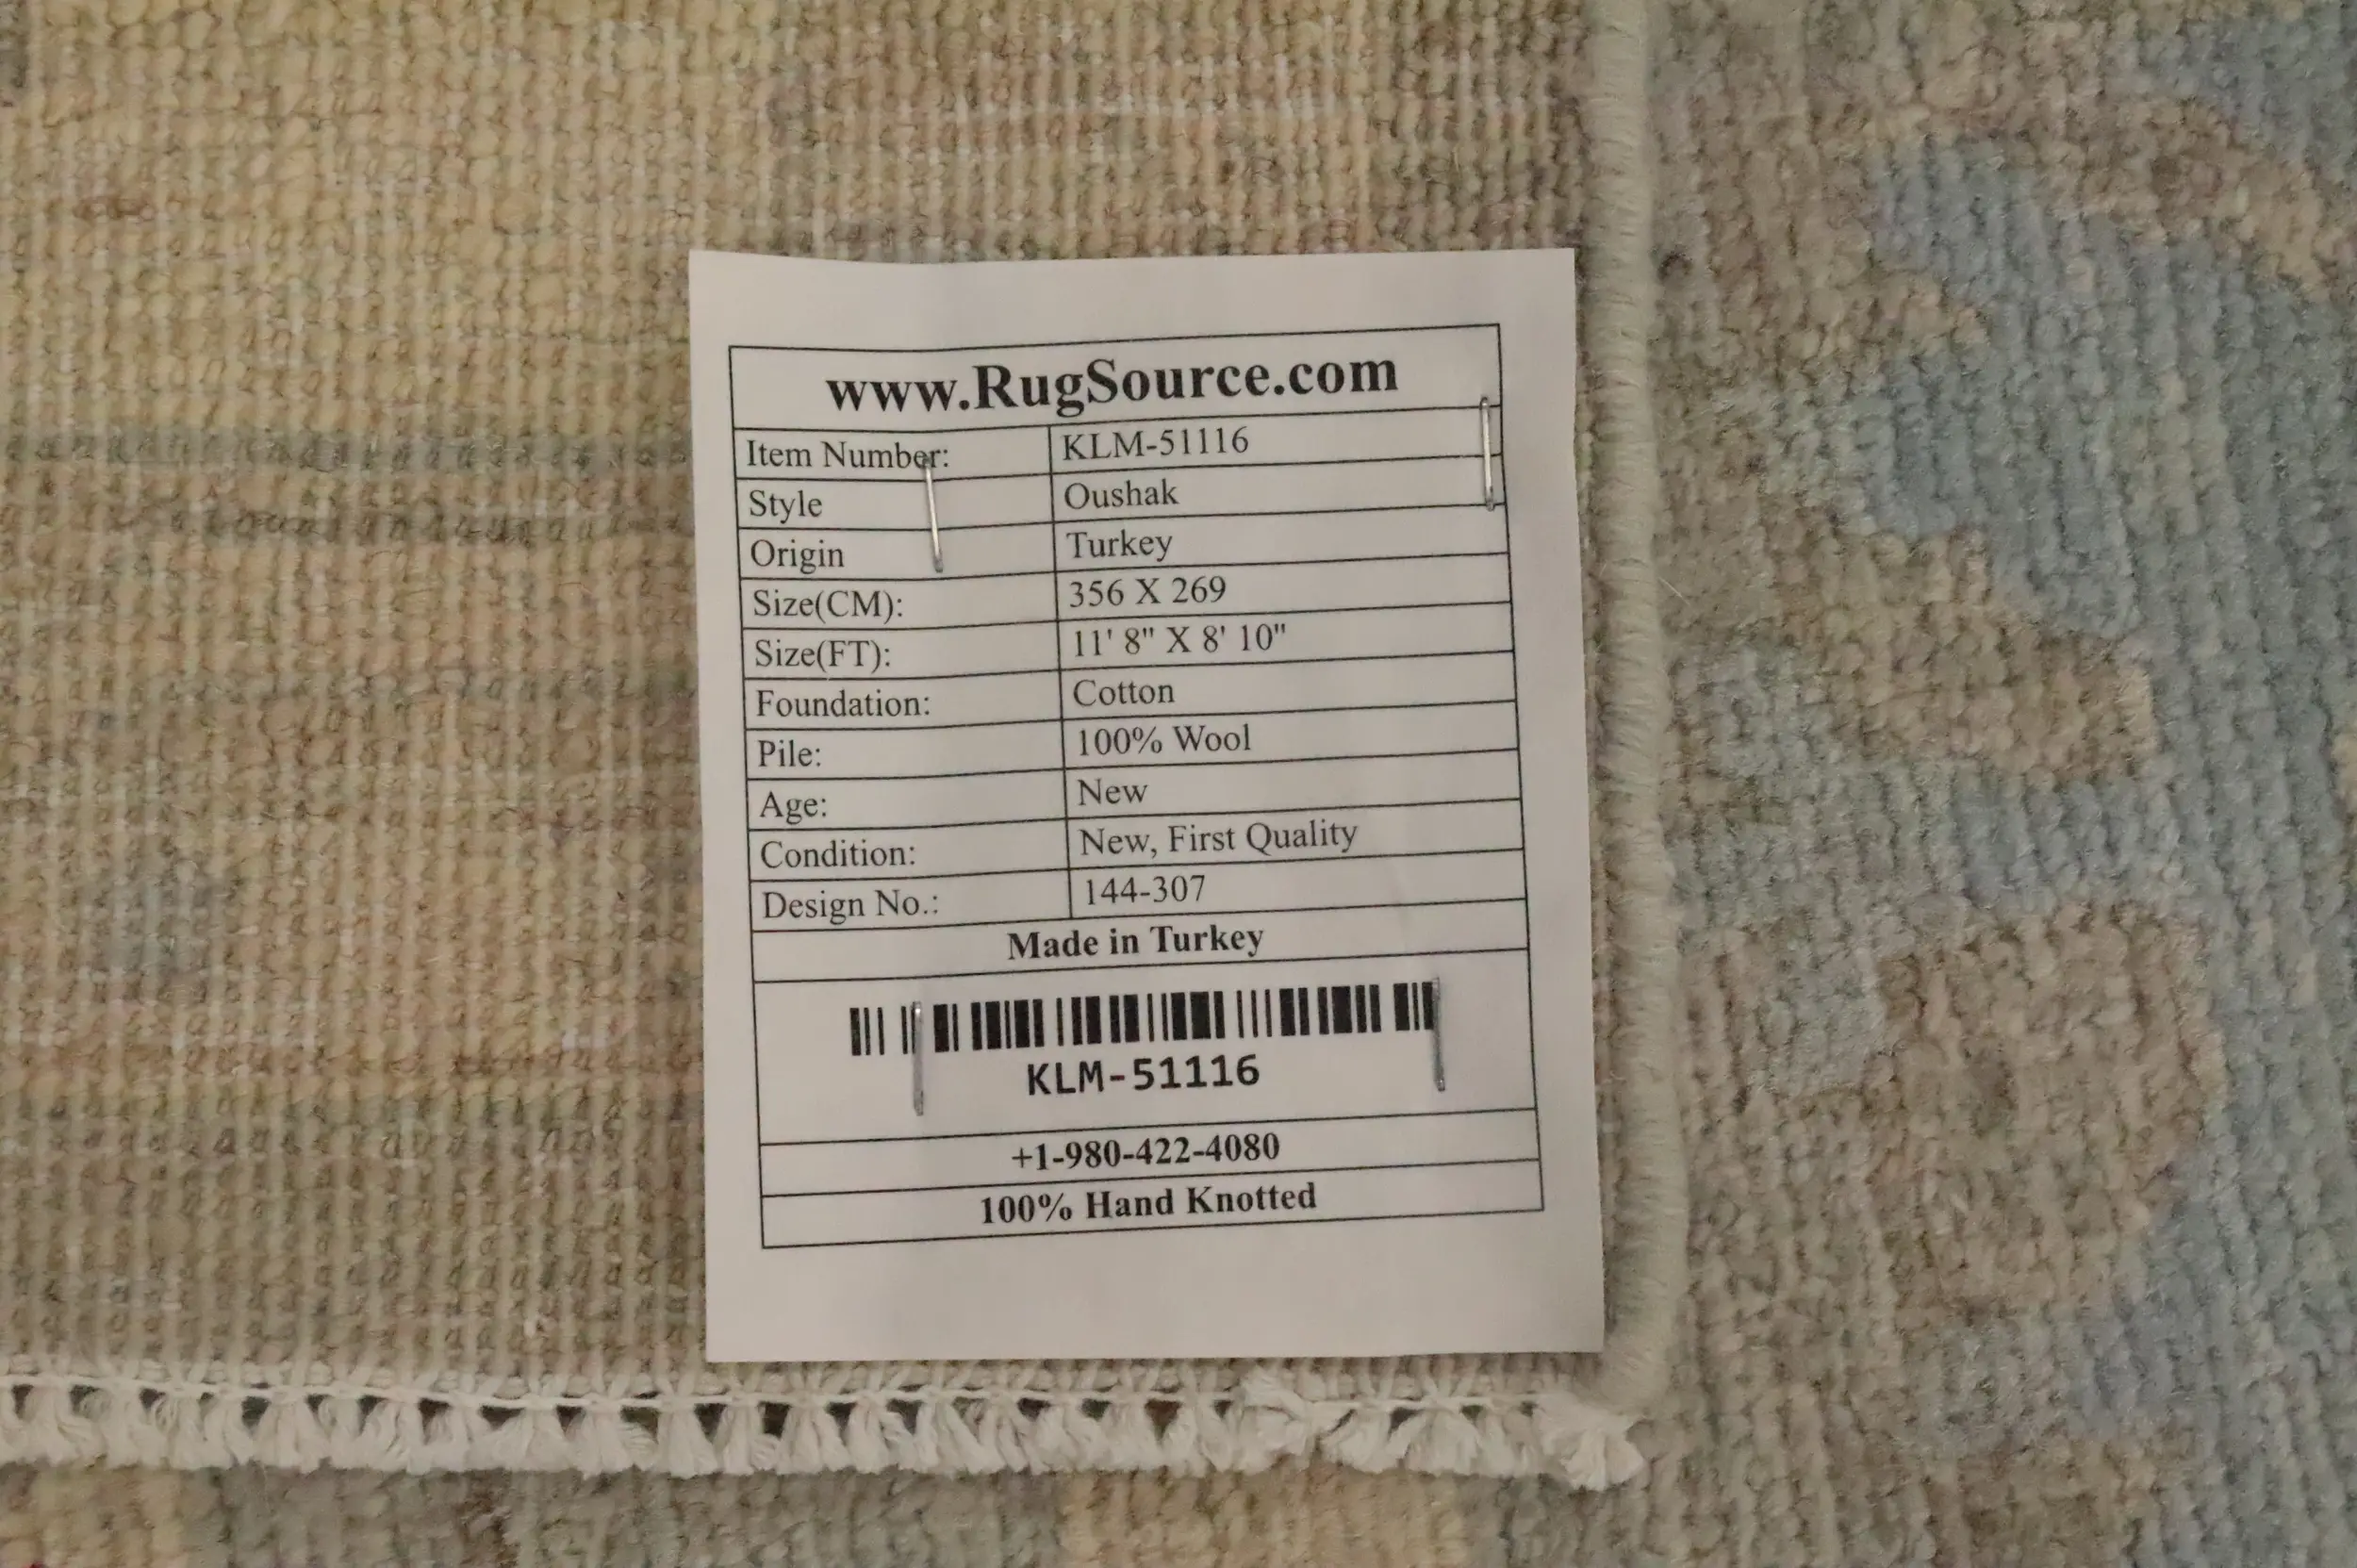 www.RugSource.com
Item Number: KLM-51116
Style Oushak
Origin Turkey
Size(CM): 356 X 269
Size(FT): 11' 8" X 8' 10"
Foundation: Cotton
Pile: 100% Wool
Age: New
Condition: New, First Quality
Design No.: 144-307
Made in Turkey
KLM-51116
+1-980-422-4080
100% Hand Knotted